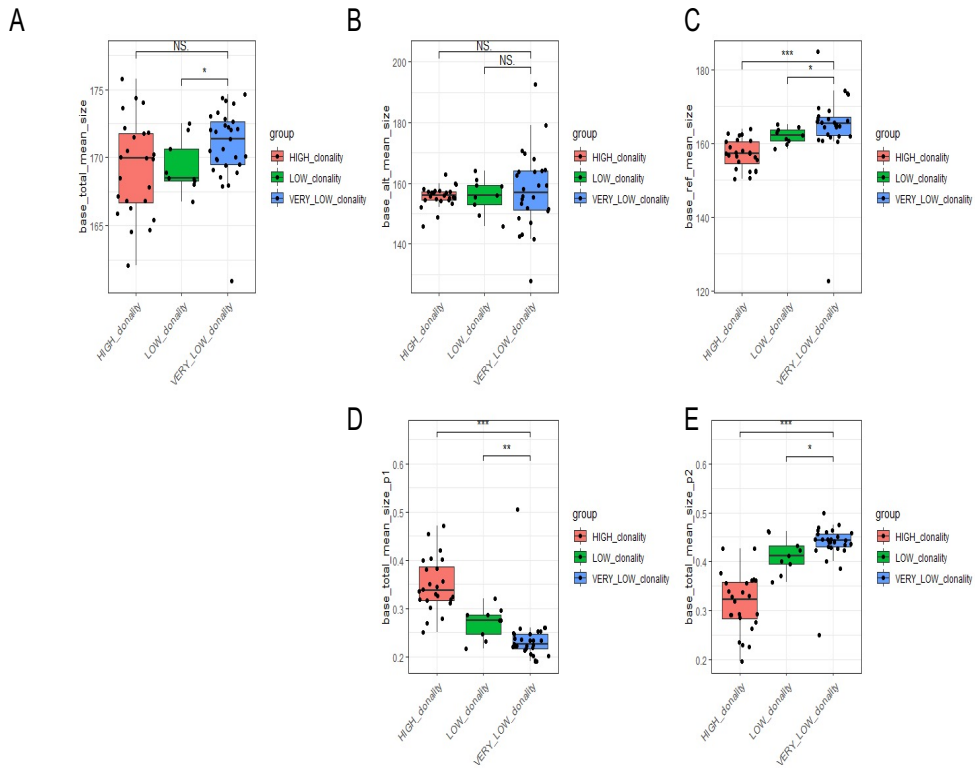 A
NS.
*
175
170
165
base_total_mean_size
HIGH_clonality
LOW_clonality
VERY_LOW_clonality
group
HIGH_clonality
LOW_clonality
VERY_LOW_clonality
B
NS.
NS.
200
180
160
140
base_alt_mean_size
HIGH_clonality
LOW_clonality
VERY_LOW_clonality
group
HIGH_clonality
LOW_clonality
VERY_LOW_clonality
C
***
*
180
160
140
120
base_ref_mean_size
HIGH_clonality
LOW_clonality
VERY_LOW_clonality
group
HIGH_clonality
LOW_clonality
VERY_LOW_clonality
D
***
**
0.6
0.5
0.4
0.3
0.2
base_total_mean_size_p1
HIGH_clonality
LOW_clonality
VERY_LOW_clonality
group
HIGH_clonality
LOW_clonality
VERY_LOW_clonality
E
***
*
0.6
0.5
0.4
0.3
0.2
base_total_mean_size_p2
HIGH_clonality
LOW_clonality
VERY_LOW_clonality
group
HIGH_clonality
LOW_clonality
VERY_LOW_clonality